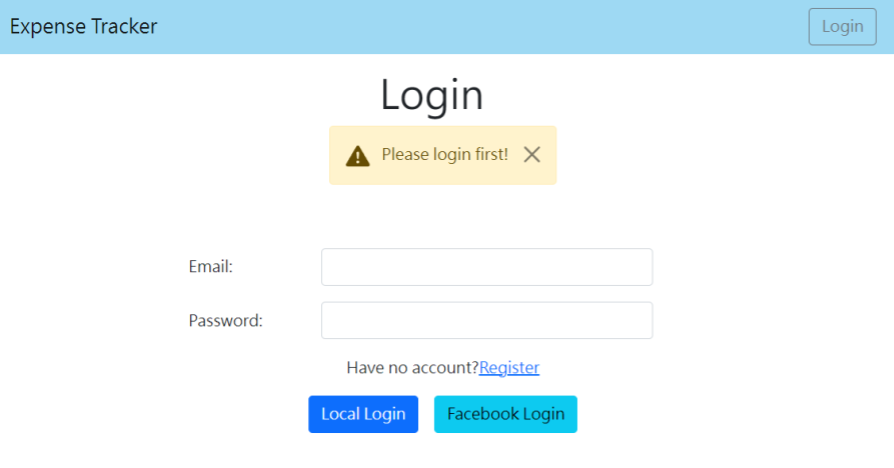 Expense Tracker Login
Login
Please login first!
Email:
Password:
Have no account?Register
Local Login Facebook Login